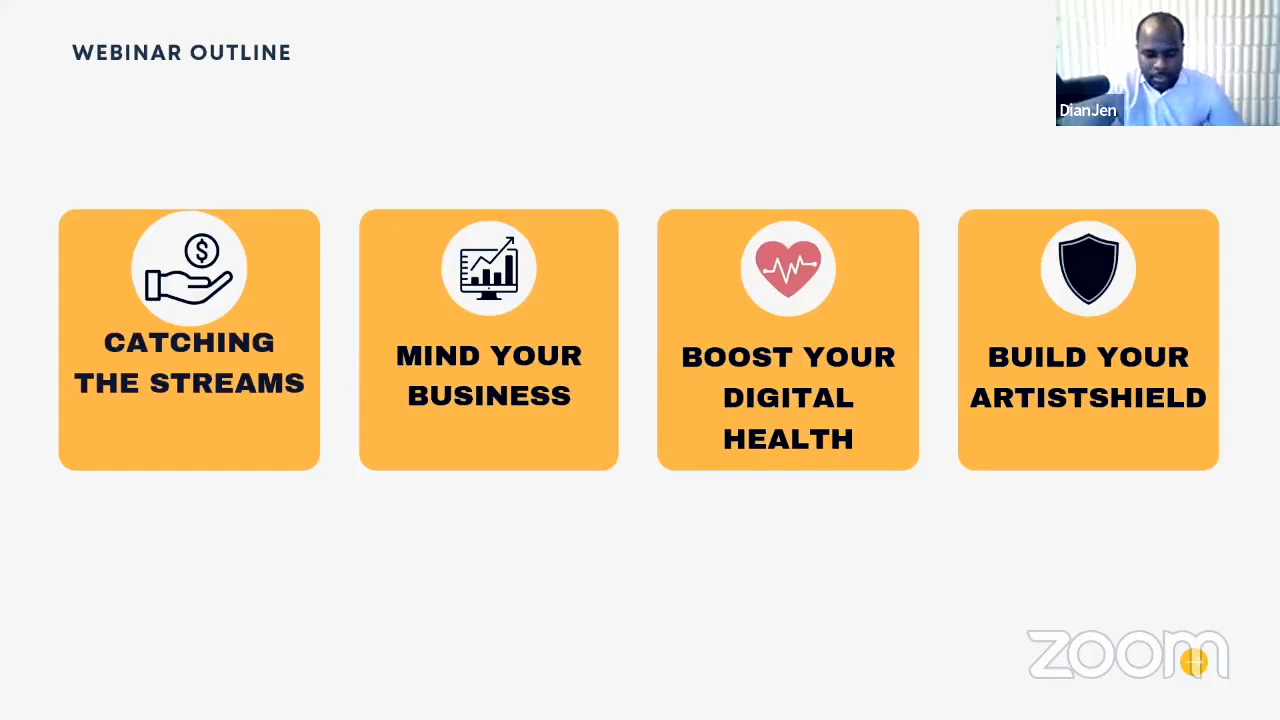 WEBINAR OUTLINE
DianJen
$
CATCHING
THE STREAMS
MIND YOUR
BUSINESS
BOOST YOUR
DIGITAL
HEALTH
BUILD YOUR
ARTISTSHIELD
zoom